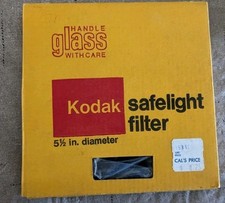 HANDLE
glass
WITH CARE
Kodak
safelight
filter
5½ in. diameter
CAL'S PRICE